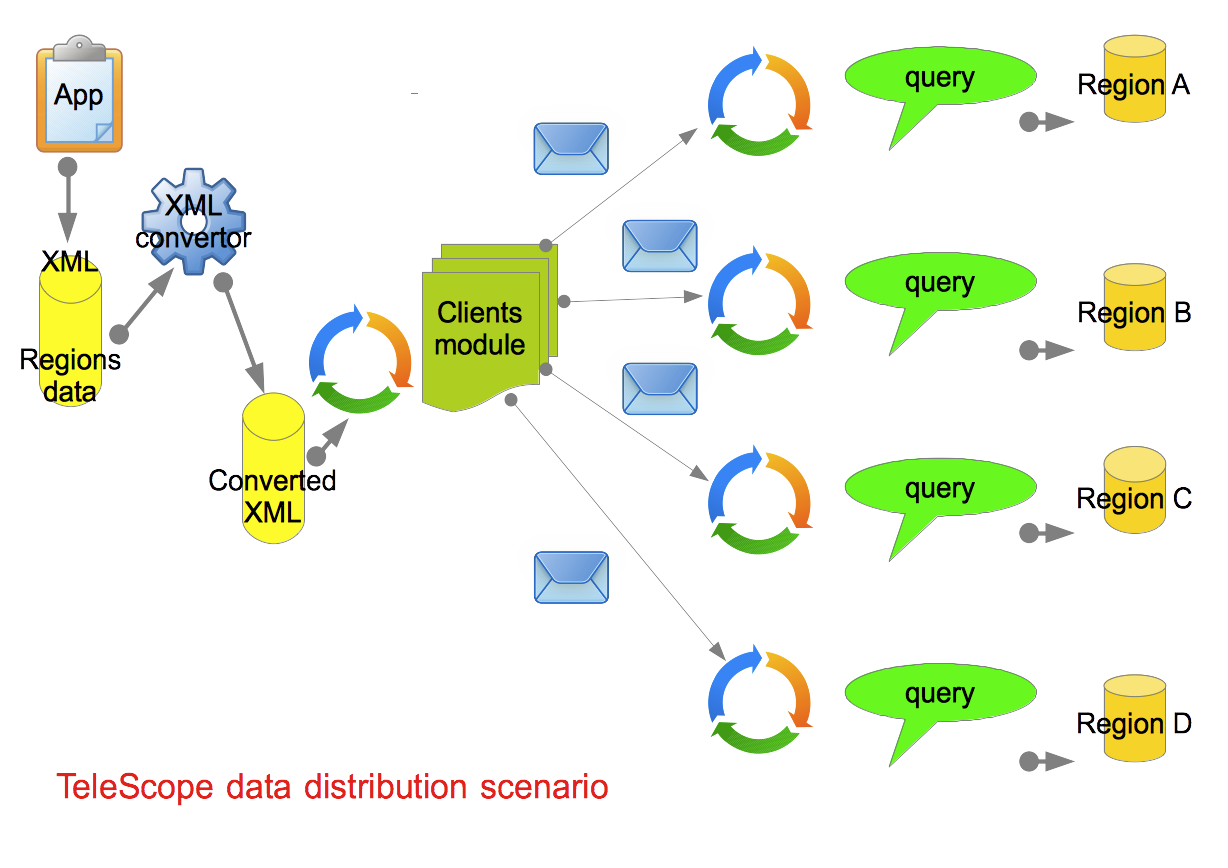 App
XML
convertor
XML
Regions
data
Converted
XML
Clients
module
query
Region A
query
Region B
query
Region C
query
Region D
TeleScope data distribution scenario